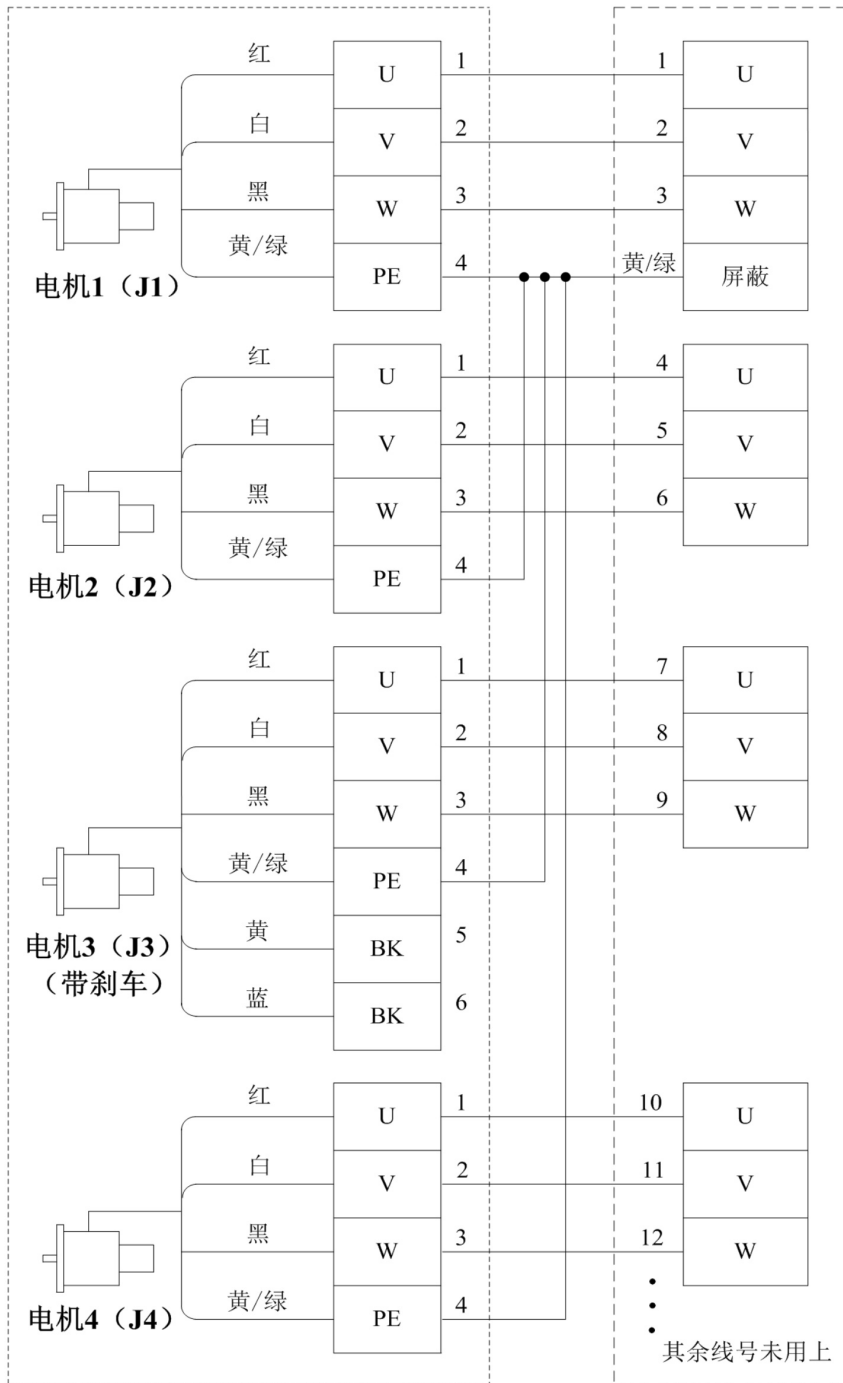 红
U 1 1 U
白
V 2 2 V
黑
W 3 3 W
黄/绿
PE 4 黄/绿 屏蔽
电机1（J1）
红
U 1 4 U
白
V 2 5 V
黑
W 3 6 W
黄/绿
PE 4
电机2（J2）
红
U 1 7 U
白
V 2 8 V
黑
W 3 9 W
黄/绿
PE 4
黄
BK 5
电机3（J3）
（带刹车）
蓝
BK 6
红
U 1 10 U
白
V 2 11 V
黑
W 3 12 W
黄/绿
PE 4
电机4（J4）
其余线号未用上